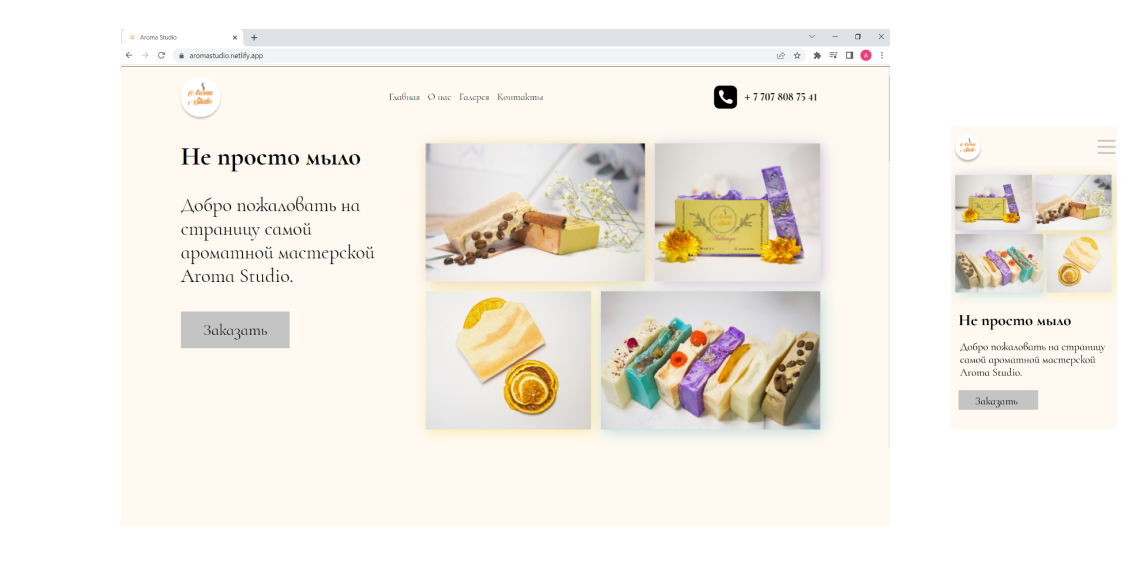 Aroma Studio
aromastudio.netlify.app
Aroma
Studio
Главная О нас Галерея Контакты
+ 7 707 808 75 41
Не просто мыло
Добро пожаловать на
страницу самой
ароматной мастерской
Aroma Studio.
Заказать
Aroma
Studio
Не просто мыло
Добро пожаловать на страницу
самой ароматной мастерской
Aroma Studio.
Заказать